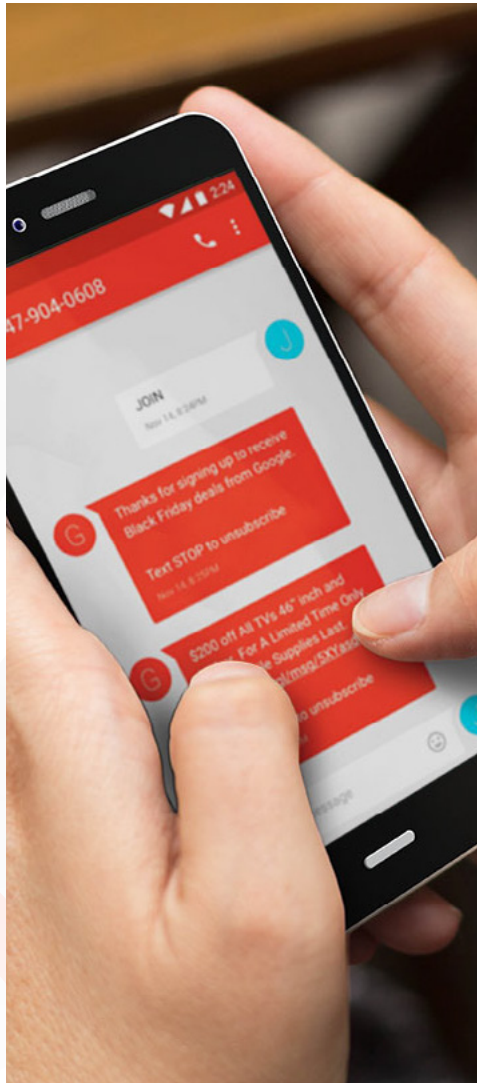 2:24
47-904-0608
J
JOIN
Nov 14, 8:24PM
G
Thanks for signing up to receive
Black Friday deals from Google.
Text STOP to unsubscribe
Nov 14, 8:25PM
G
$200 off All TVs 46" inch and
For A Limited Time Only
Supplies Last.
unsubscribe